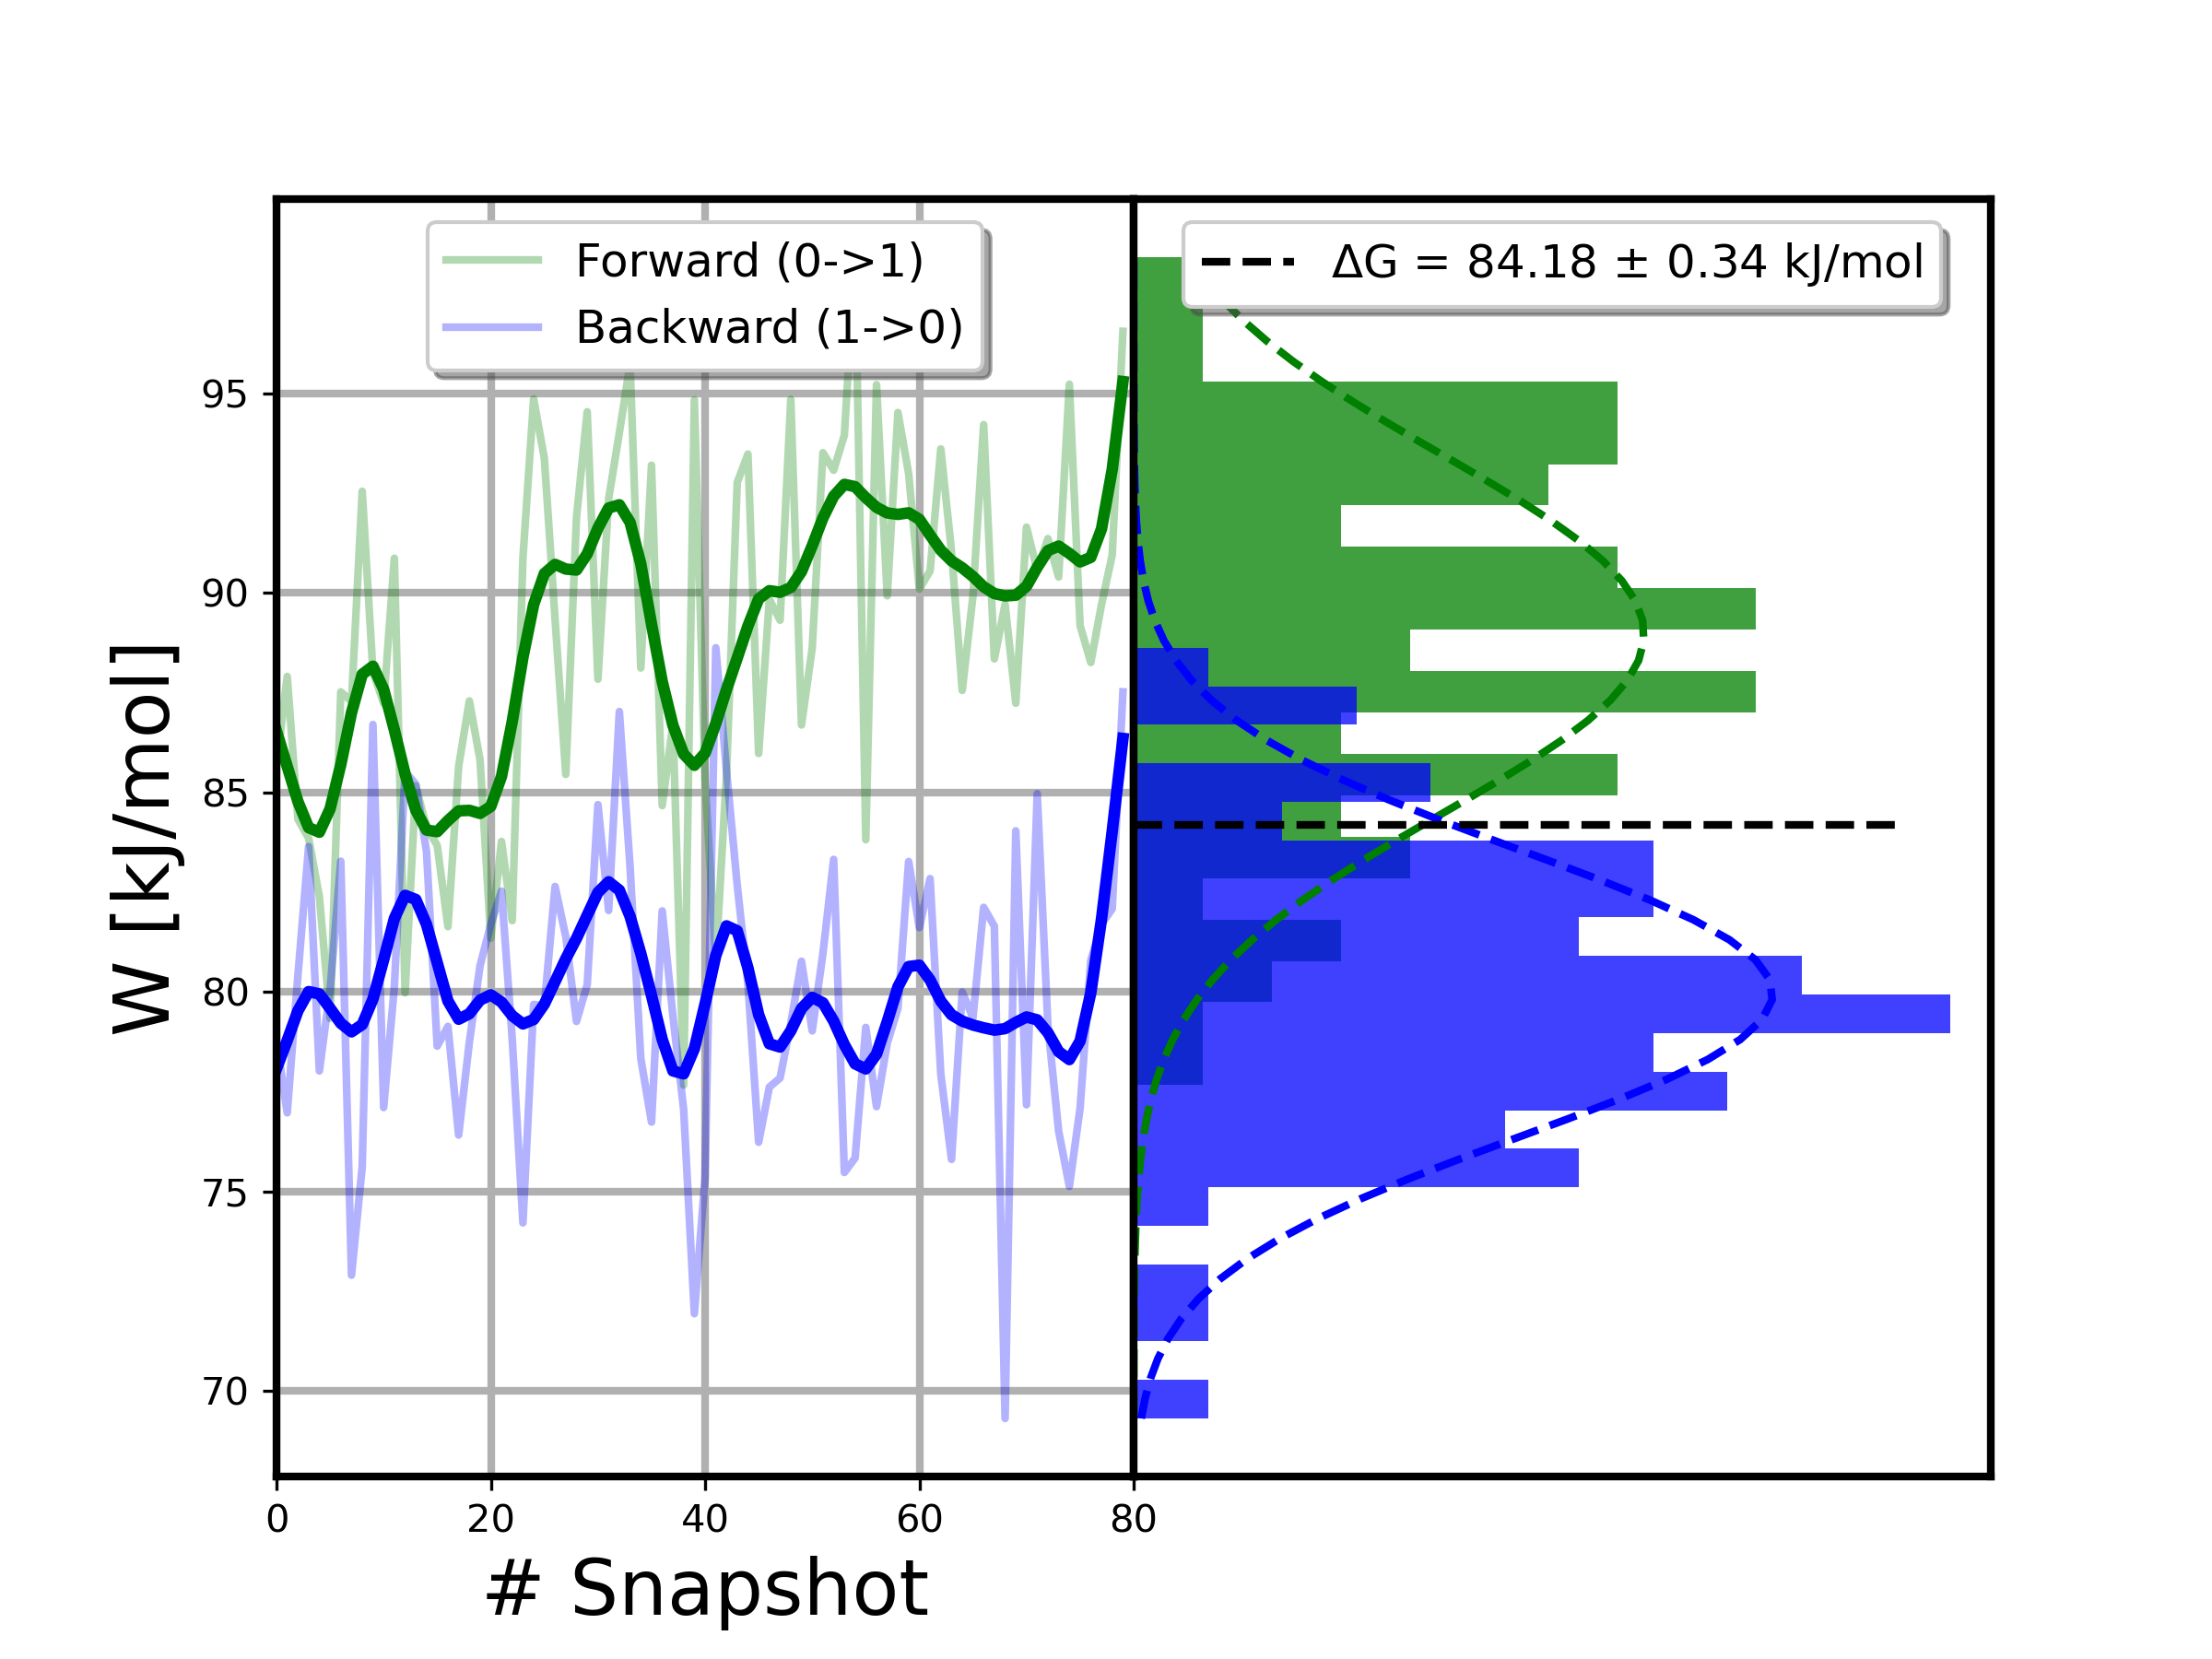 Forward (0->1)
Backward (1->0)
ΔG = 84.18 ± 0.34 kJ/mol
W [kJ/mol]
95
90
85
80
75
70
0 20 40 60 80
# Snapshot